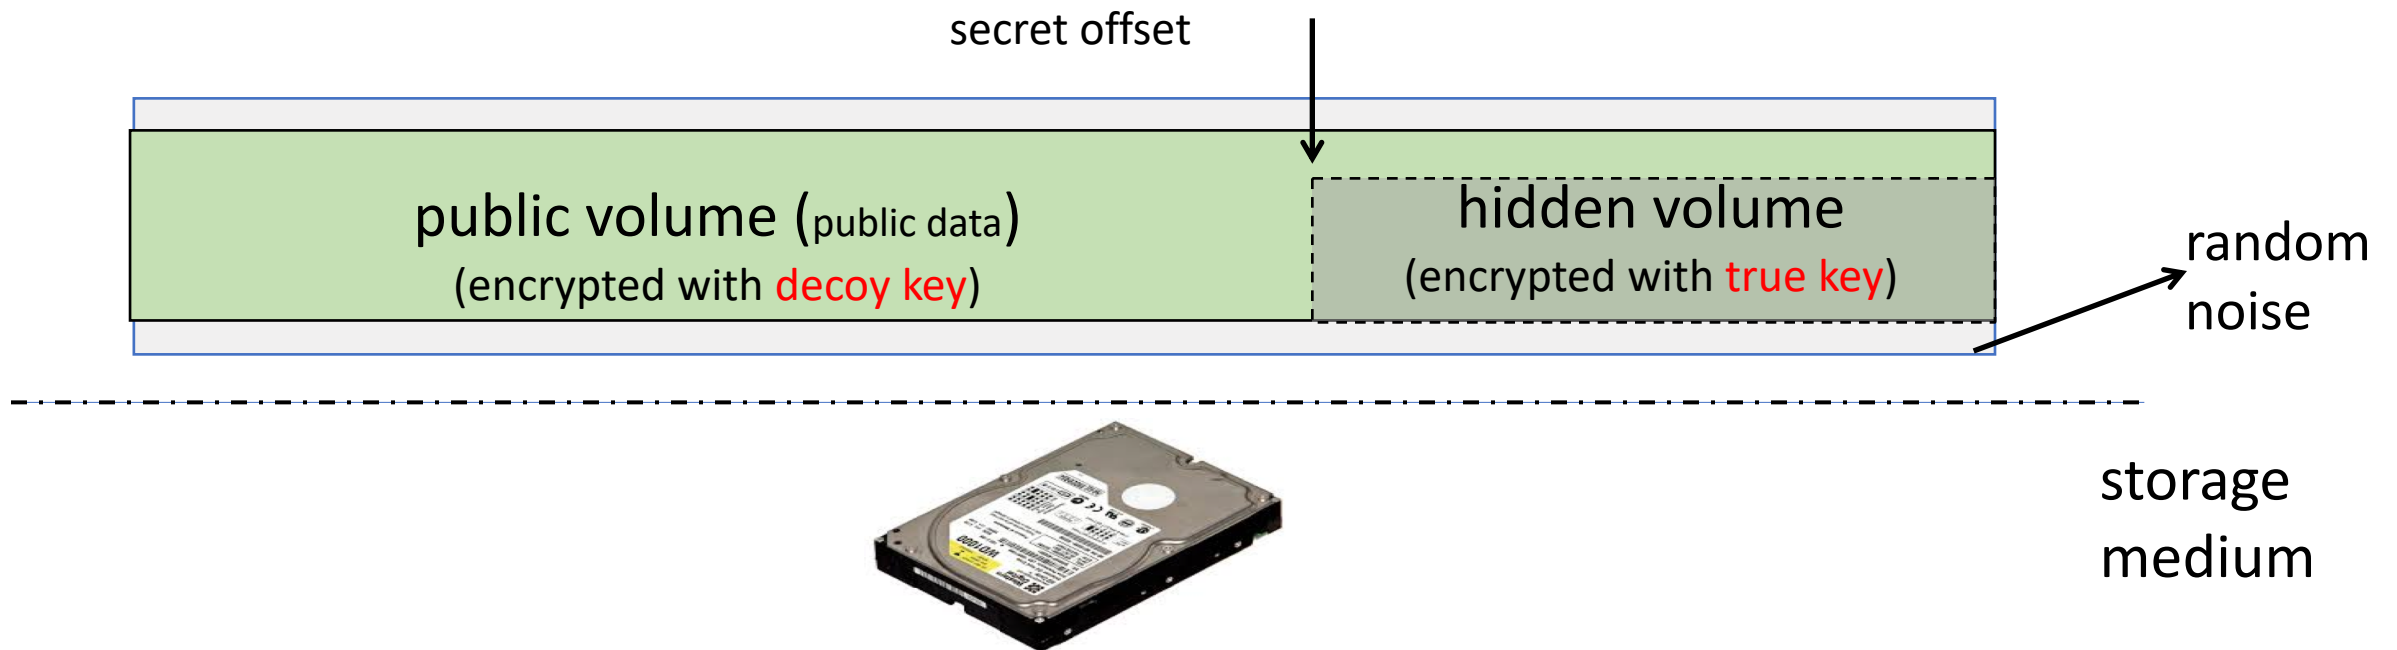 secret offset
public volume (public data)
(encrypted with decoy key)
hidden volume
(encrypted with true key)
random
noise
storage
medium
WD1000